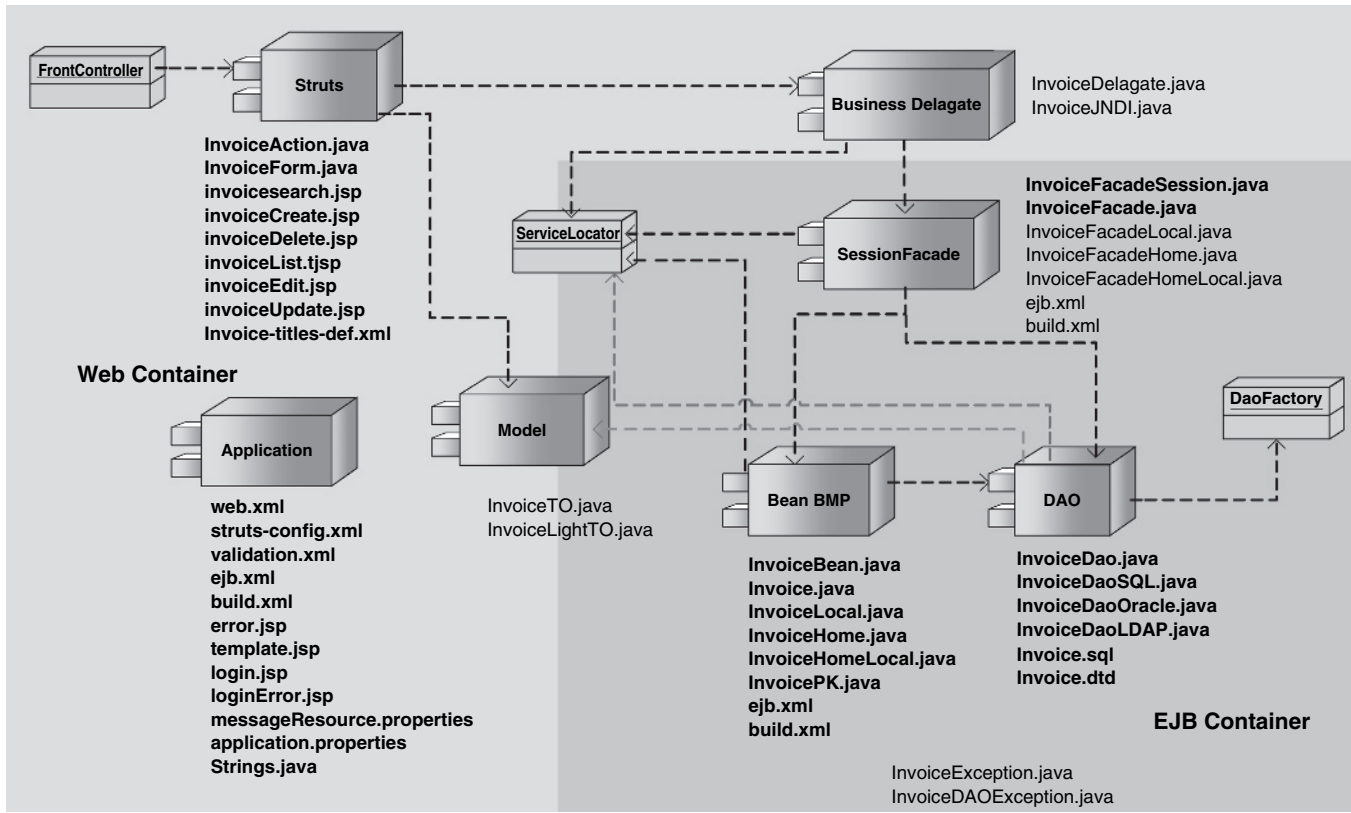 FrontController
Struts
InvoiceAction.java
InvoiceForm.java
invoicesearch.jsp
invoiceCreate.jsp
invoiceDelete.jsp
invoiceList.tjsp
invoiceEdit.jsp
invoiceUpdate.jsp
Invoice-titles-def.xml
Business Delagate
InvoiceDelagate.java
InvoiceJNDI.java
ServiceLocator
SessionFacade
InvoiceFacadeSession.java
InvoiceFacade.java
InvoiceFacadeLocal.java
InvoiceFacadeHome.java
InvoiceFacadeHomeLocal.java
ejb.xml
build.xml
Web Container
Application
web.xml
struts-config.xml
validation.xml
ejb.xml
build.xml
error.jsp
template.jsp
login.jsp
loginError.jsp
messageResource.properties
application.properties
Strings.java
Model
InvoiceTO.java
InvoiceLightTO.java
Bean BMP
InvoiceBean.java
Invoice.java
InvoiceLocal.java
InvoiceHome.java
InvoiceHomeLocal.java
InvoicePK.java
ejb.xml
build.xml
DAO
InvoiceDao.java
InvoiceDaoSQL.java
InvoiceDaoOracle.java
InvoiceDaoLDAP.java
Invoice.sql
Invoice.dtd
DaoFactory
EJB Container
InvoiceException.java
InvoiceDAOException.java